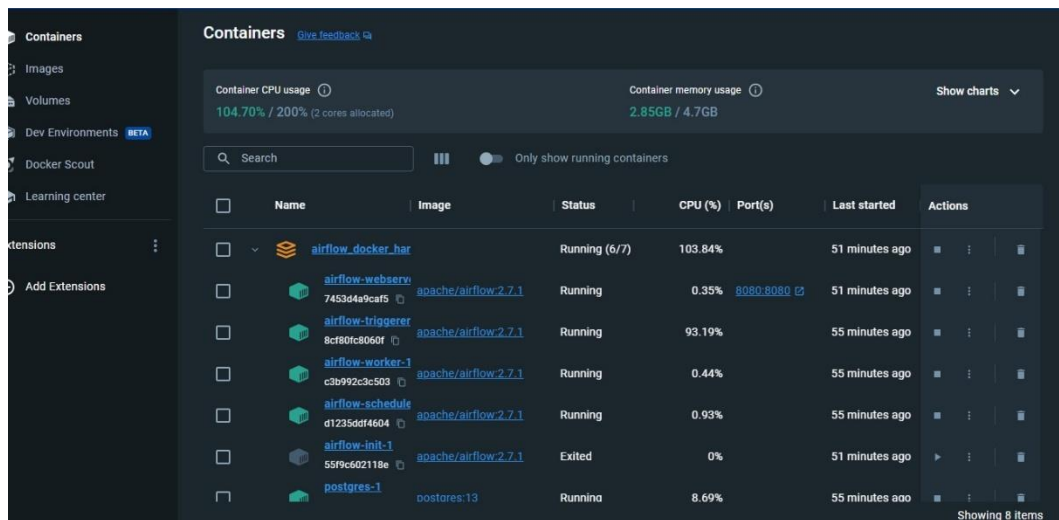 Containers
Images
Volumes
Dev Environments BETA
Docker Scout
Learning center
xtensions
Add Extensions
Containers Give feedback
Container CPU usage
104.70% / 200% (2 cores allocated)
Container memory usage
2.85GB / 4.7GB
Show charts
Search
Only show running containers
Name Image Status CPU (%) Port(s) Last started Actions
airflow_docker_har Running (6/7) 103.84% 51 minutes ago
airflow-webserve
7453d4a9caf5 apache/airflow:2.7.1 Running 0.35% 8080:8080 51 minutes ago
airflow-triggerer
8cf80fc8060f apache/airflow:2.7.1 Running 93.19% 55 minutes ago
airflow-worker-1
c3b992c3c503 apache/airflow:2.7.1 Running 0.44% 55 minutes ago
airflow-schedule
d1235ddf4604 apache/airflow:2.7.1 Running 0.93% 55 minutes ago
airflow-init-1
55f9c602118e apache/airflow:2.7.1 Exited 0% 51 minutes ago
postgres-1
postgres:13 Running 8.69% 55 minutes ago
Showing 8 items